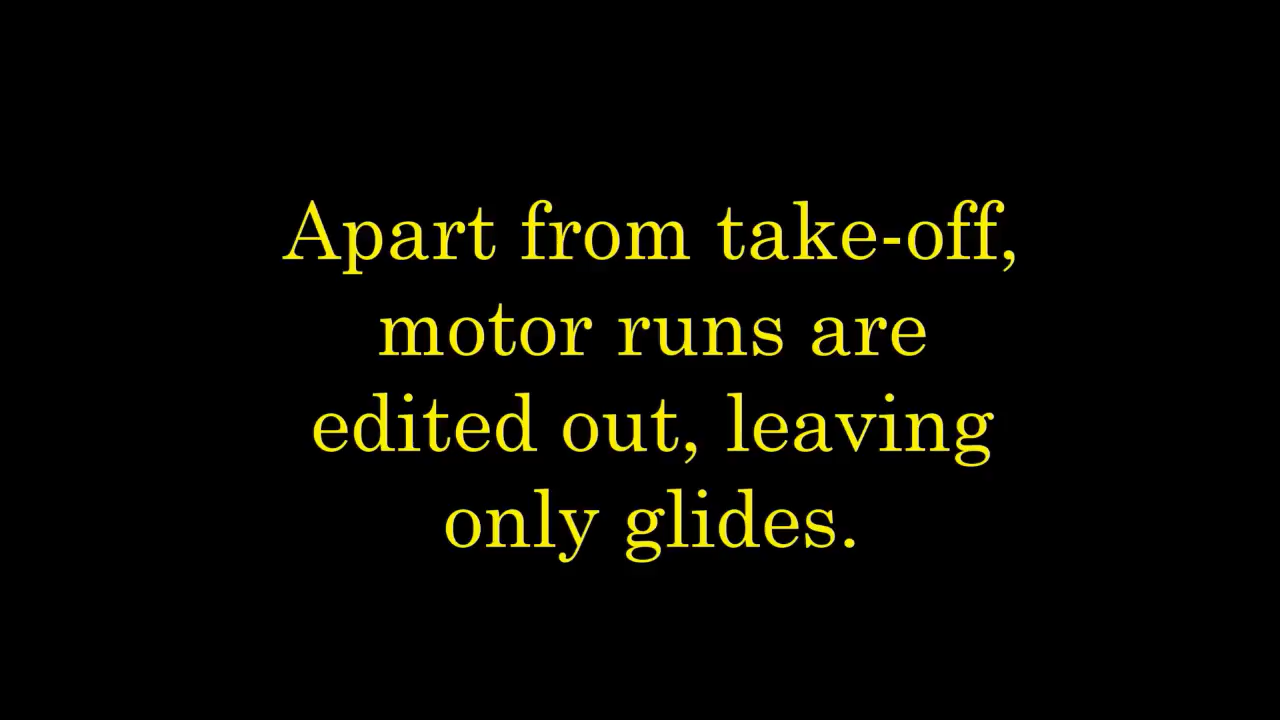 Apart from take-off,
motor runs are
edited out, leaving
only glides.